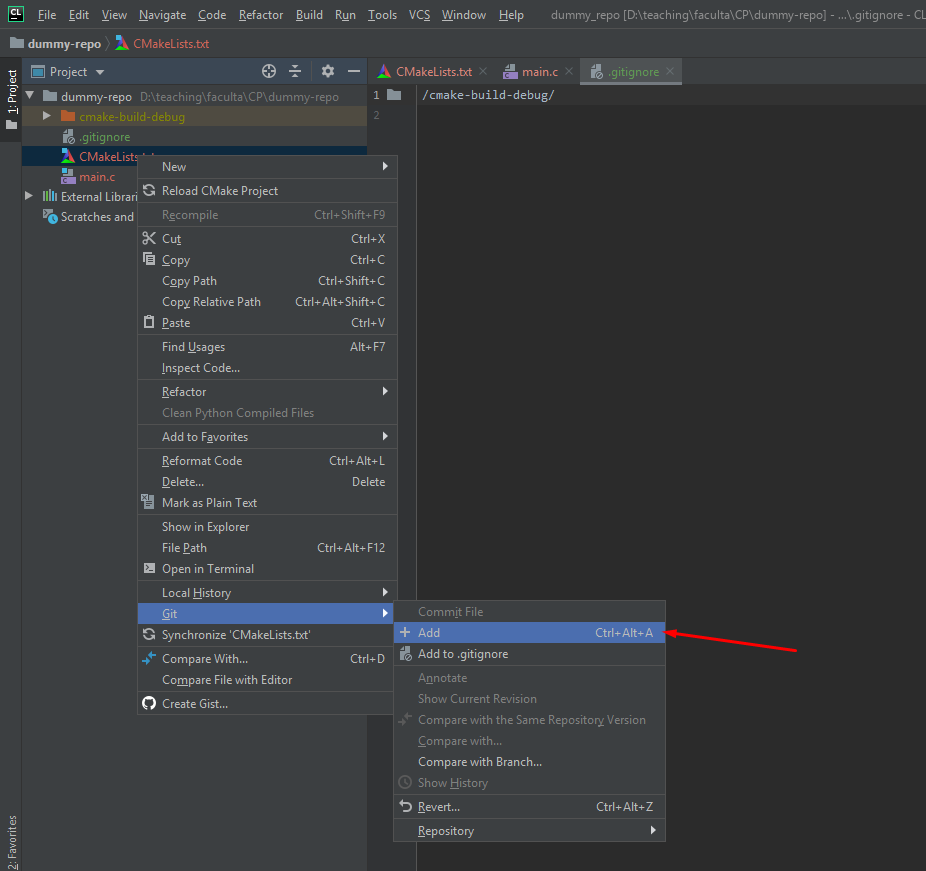 CL File Edit View Navigate Code Refactor Build Run Tools VCS Window Help dummy_repo [D:\teaching\faculta\CP\dummy-repo] - ...\.gitignore - CL
dummy-repo CMakeLists.txt
1: Project
Project
CMakeLists.txt main.c .gitignore
dummy-repo D:\teaching\faculta\CP\dummy-repo
cmake-build-debug
.gitignore
CMakeLists.txt
main.c
External Librari
Scratches and
1 /cmake-build-debug/
2
New
Reload CMake Project
Recompile Ctrl+Shift+F9
Cut Ctrl+X
Copy Ctrl+C
Copy Path Ctrl+Shift+C
Copy Relative Path Ctrl+Alt+Shift+C
Paste Ctrl+V
Find Usages Alt+F7
Inspect Code...
Refactor
Clean Python Compiled Files
Add to Favorites
Reformat Code Ctrl+Alt+L
Delete... Delete
Mark as Plain Text
Show in Explorer
File Path Ctrl+Alt+F12
Open in Terminal
Local History
Git
Synchronize 'CMakeLists.txt'
Compare With... Ctrl+D
Compare File with Editor
Create Gist...
Commit File
Add Ctrl+Alt+A
Add to .gitignore
Annotate
Show Current Revision
Compare with the Same Repository Version
Compare with...
Compare with Branch...
Show History
Revert... Ctrl+Alt+Z
Repository
2: Favorites